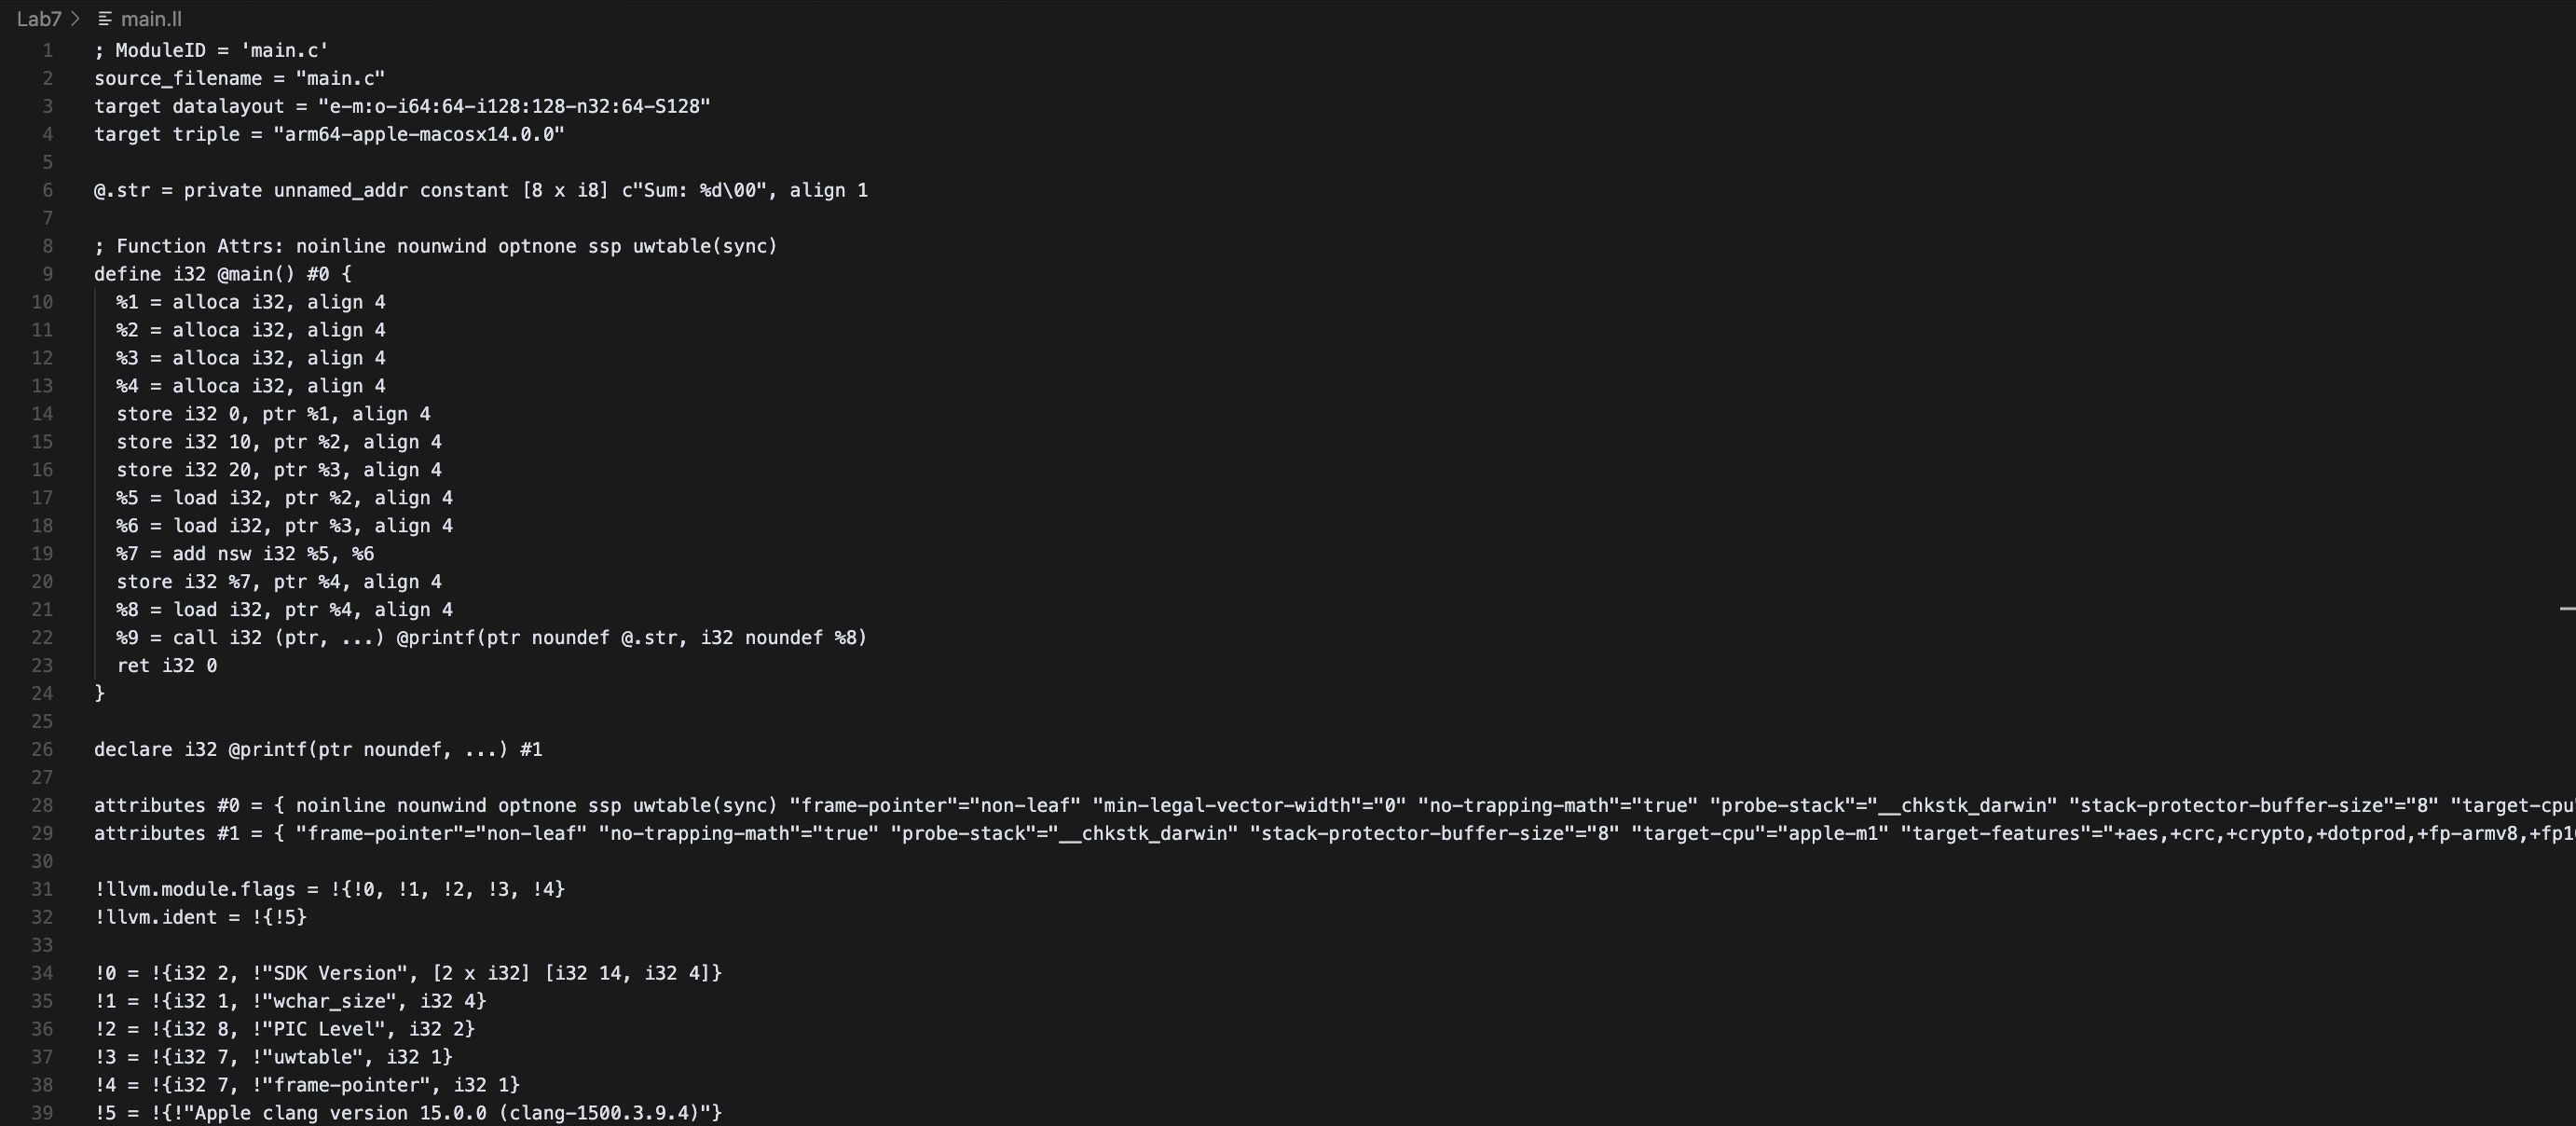 Lab7 > main.ll
1 ; ModuleID = 'main.c'
2 source_filename = "main.c"
3 target datalayout = "e-m:o-i64:64-i128:128-n32:64-S128"
4 target triple = "arm64-apple-macosx14.0.0"
5
6 @.str = private unnamed_addr constant [8 x i8] c"Sum: %d\00", align 1
7
8 ; Function Attrs: noinline nounwind optnone ssp uwtable(sync)
9 define i32 @main() #0 {
10 %1 = alloca i32, align 4
11 %2 = alloca i32, align 4
12 %3 = alloca i32, align 4
13 %4 = alloca i32, align 4
14 store i32 0, ptr %1, align 4
15 store i32 10, ptr %2, align 4
16 store i32 20, ptr %3, align 4
17 %5 = load i32, ptr %2, align 4
18 %6 = load i32, ptr %3, align 4
19 %7 = add nsw i32 %5, %6
20 store i32 %7, ptr %4, align 4
21 %8 = load i32, ptr %4, align 4
22 %9 = call i32 (ptr, ...) @printf(ptr noundef @.str, i32 noundef %8)
23 ret i32 0
24 }
25
26 declare i32 @printf(ptr noundef, ...) #1
27
28 attributes #0 = { noinline nounwind optnone ssp uwtable(sync) "frame-pointer"="non-leaf" "min-legal-vector-width"="0" "no-trapping-math"="true" "probe-stack"="__chkstk_darwin" "stack-protector-buffer-size"="8" "target-cpu
29 attributes #1 = { "frame-pointer"="non-leaf" "no-trapping-math"="true" "probe-stack"="__chkstk_darwin" "stack-protector-buffer-size"="8" "target-cpu"="apple-m1" "target-features"="+aes,+crc,+crypto,+dotprod,+fp-armv8,+fp1
30
31 !llvm.module.flags = !{!0, !1, !2, !3, !4}
32 !llvm.ident = !{!5}
33
34 !0 = !{i32 2, !"SDK Version", [2 x i32] [i32 14, i32 4]}
35 !1 = !{i32 1, !"wchar_size", i32 4}
36 !2 = !{i32 8, !"PIC Level", i32 2}
37 !3 = !{i32 7, !"uwtable", i32 1}
38 !4 = !{i32 7, !"frame-pointer", i32 1}
39 !5 = !{!"Apple clang version 15.0.0 (clang-1500.3.9.4)"}